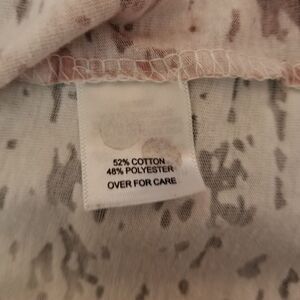 52% COTTON
48% POLYESTER
OVER FOR CARE